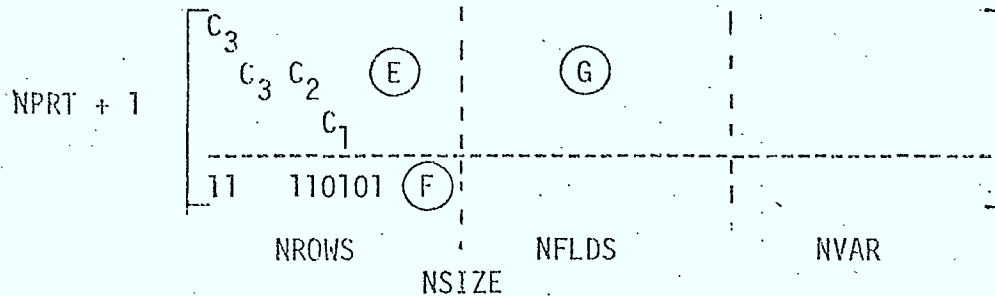 C3
C3 C2 E G
NPRT + 1
C1
11 110101 F
NROWS NFLDS NVAR
NSIZE